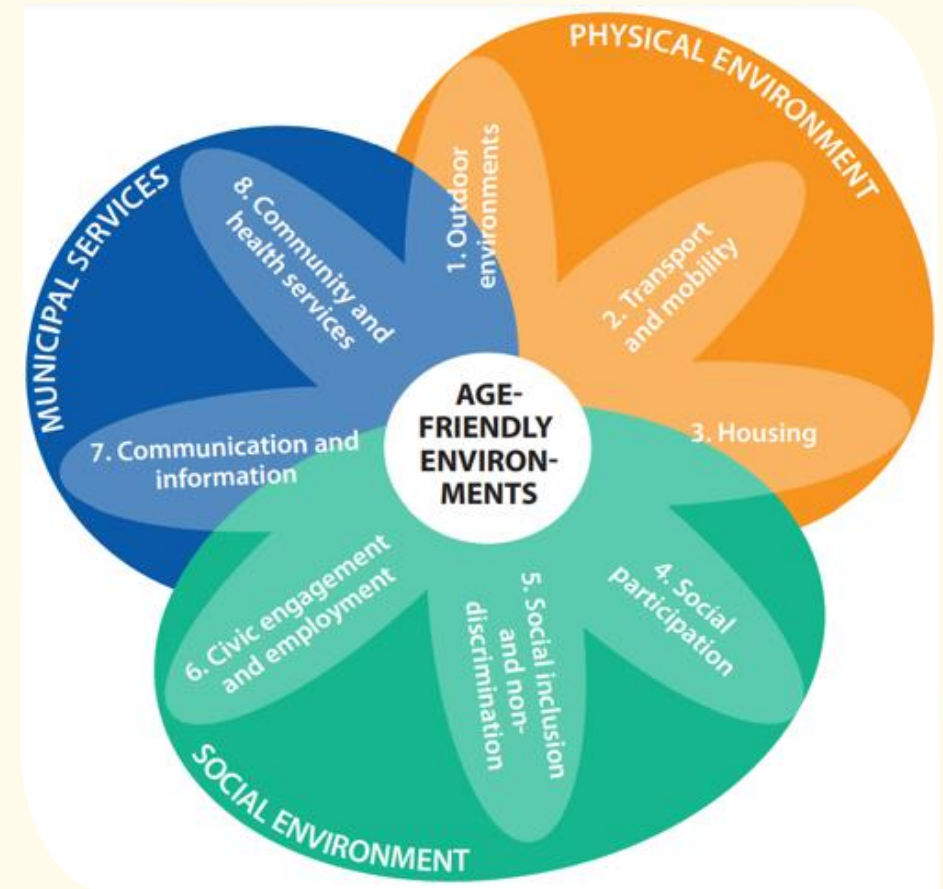 PHYSICAL ENVIRONMENT
1. Outdoor
environments
2. Transport
and mobility
3. Housing
MUNICIPAL SERVICES
8. Community and
health services
7. Communication and
information
AGE-
FRIENDLY
ENVIRON-
MENTS
4. Social
participation
5. Social inclusion
and non-
discrimination
6. Civic engagement
and employment
SOCIAL ENVIRONMENT